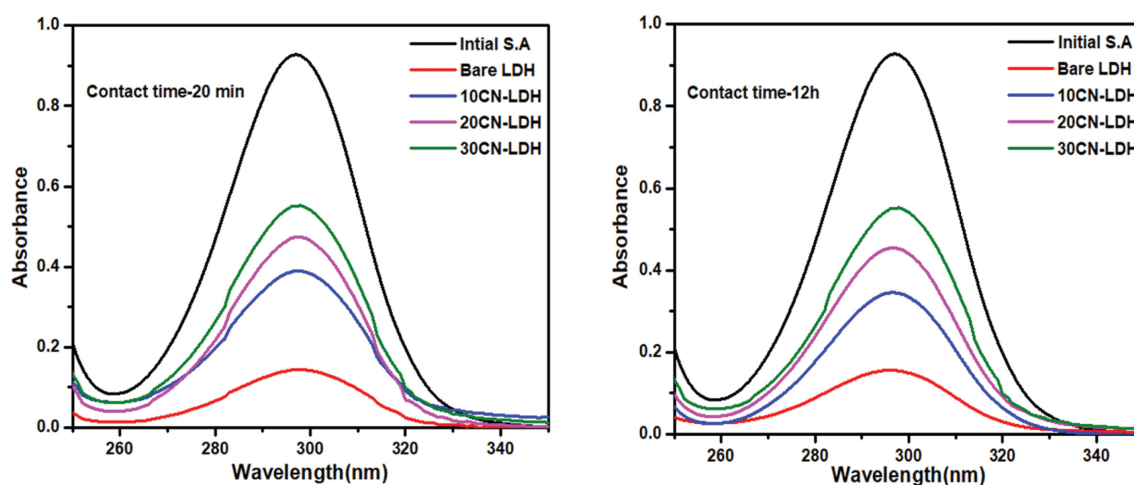 1.0
0.8
0.6
0.4
0.2
0.0
Absorbance
Contact time-20 min
Intial S.A
Bare LDH
10CN-LDH
20CN-LDH
30CN-LDH
260 280 300 320 340
Wavelength(nm)
1.0
0.8
0.6
0.4
0.2
0.0
Absorbance
Contact time-12h
Initial S.A
Bare LDH
10CN-LDH
20CN-LDH
30CN-LDH
260 280 300 320 340
Wavelength(nm)